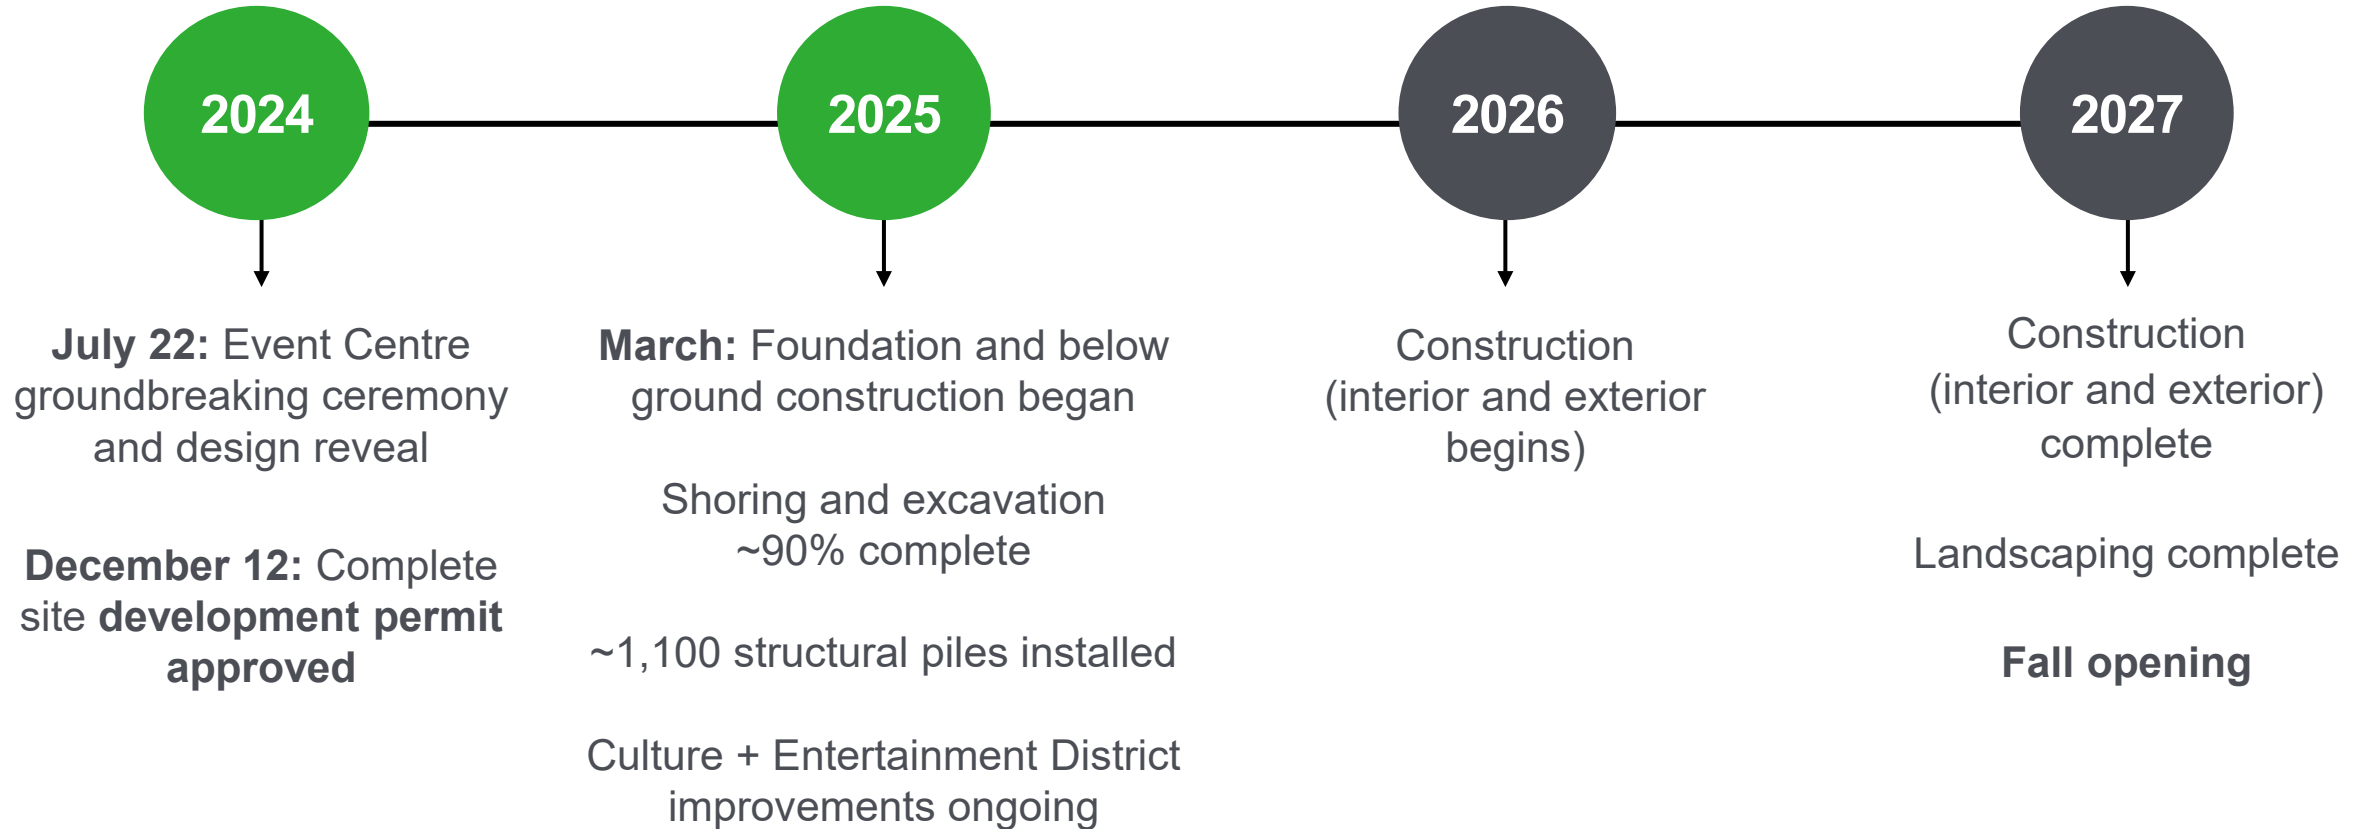 2024
2025
2026
2027
July 22: Event Centre
groundbreaking ceremony
and design reveal
December 12: Complete
site development permit
approved
March: Foundation and below
ground construction began
Shoring and excavation
~90% complete
~1,100 structural piles installed
Culture + Entertainment District
improvements ongoing
Construction
(interior and exterior
begins)
Construction
(interior and exterior)
complete
Landscaping complete
Fall opening